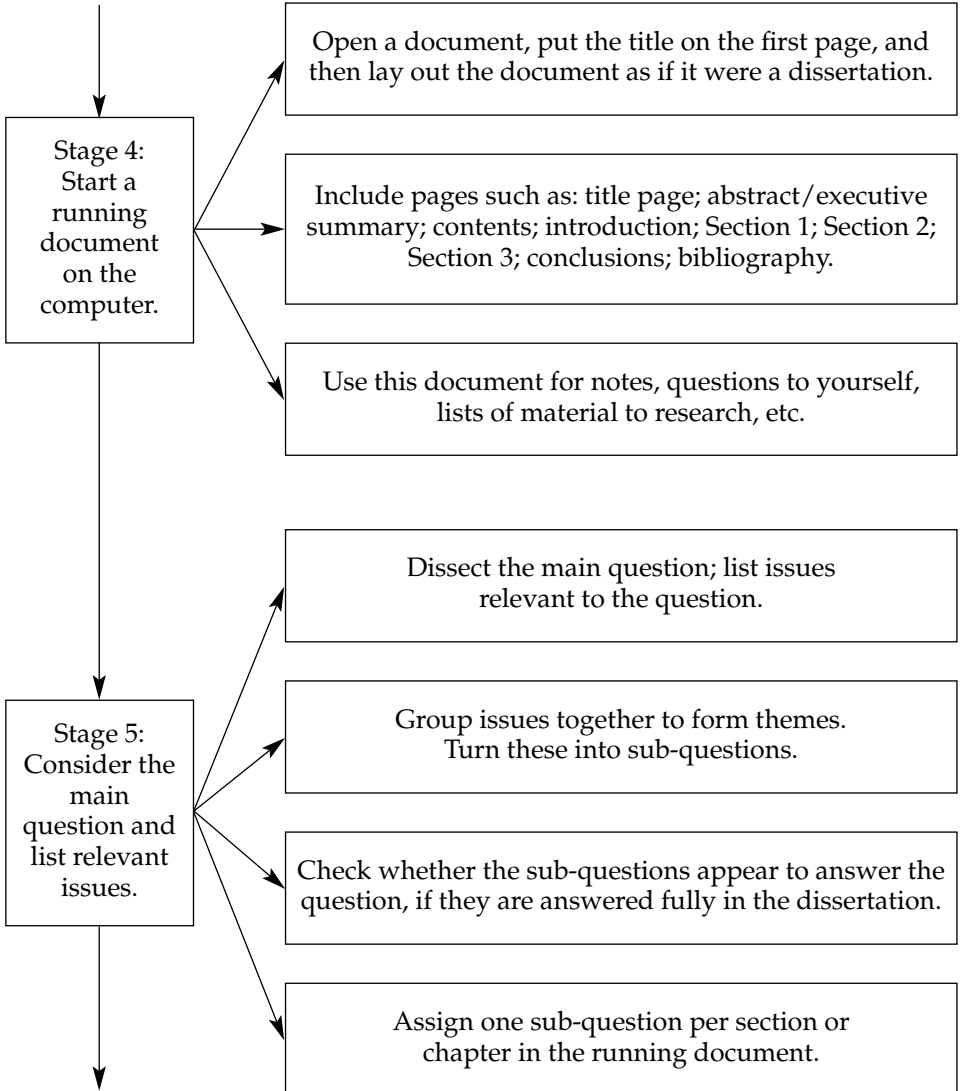 Open a document, put the title on the first page, and
then lay out the document as if it were a dissertation.
Stage 4:
Start a
running
document
on the
computer.
Include pages such as: title page; abstract/executive
summary; contents; introduction; Section 1; Section 2;
Section 3; conclusions; bibliography.
Use this document for notes, questions to yourself,
lists of material to research, etc.
Dissect the main question; list issues
relevant to the question.
Stage 5:
Consider the
main
question and
list relevant
issues.
Group issues together to form themes.
Turn these into sub-questions.
Check whether the sub-questions appear to answer the
question, if they are answered fully in the dissertation.
Assign one sub-question per section or
chapter in the running document.